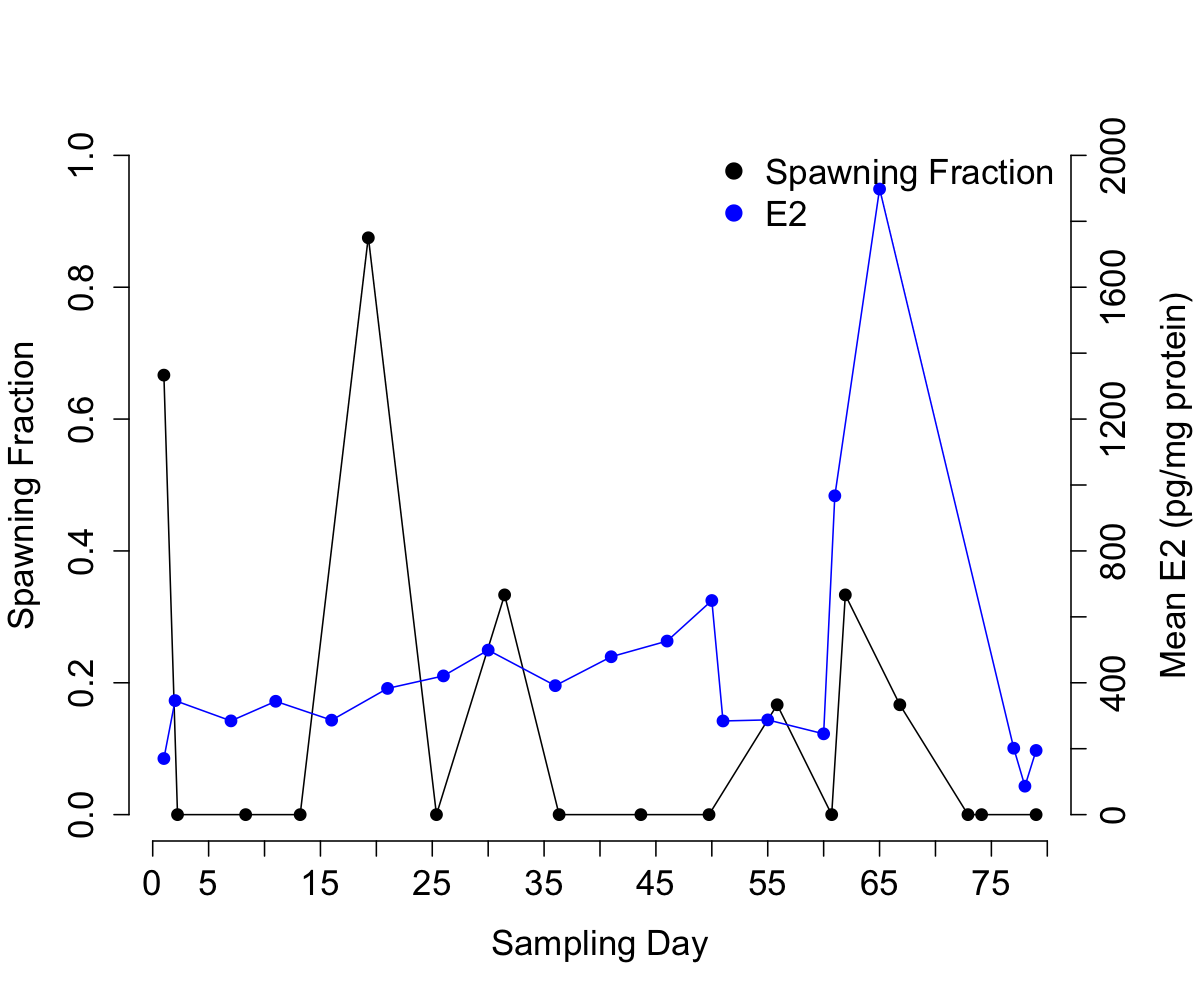 Spawning Fraction
E2
1.0
0.8
0.6
0.4
0.2
0.0
Spawning Fraction
2000
1600
1200
800
400
0
Mean E2 (pg/mg protein)
0 5 15 25 35 45 55 65 75
Sampling Day